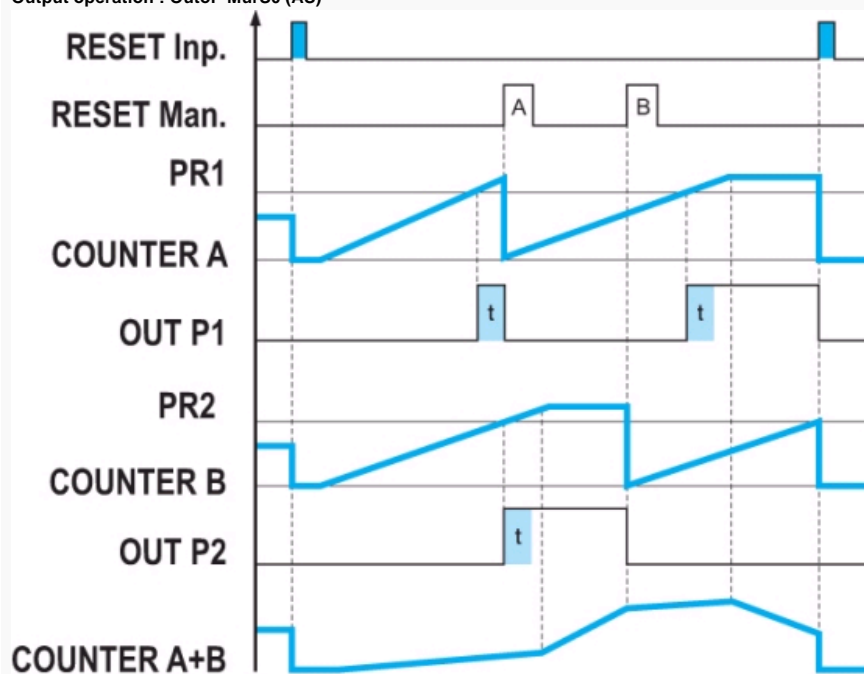 RESET Inp.
RESET Man.
A
B
PR1
COUNTER A
OUT P1
t
t
PR2
COUNTER B
OUT P2
t
COUNTER A+B